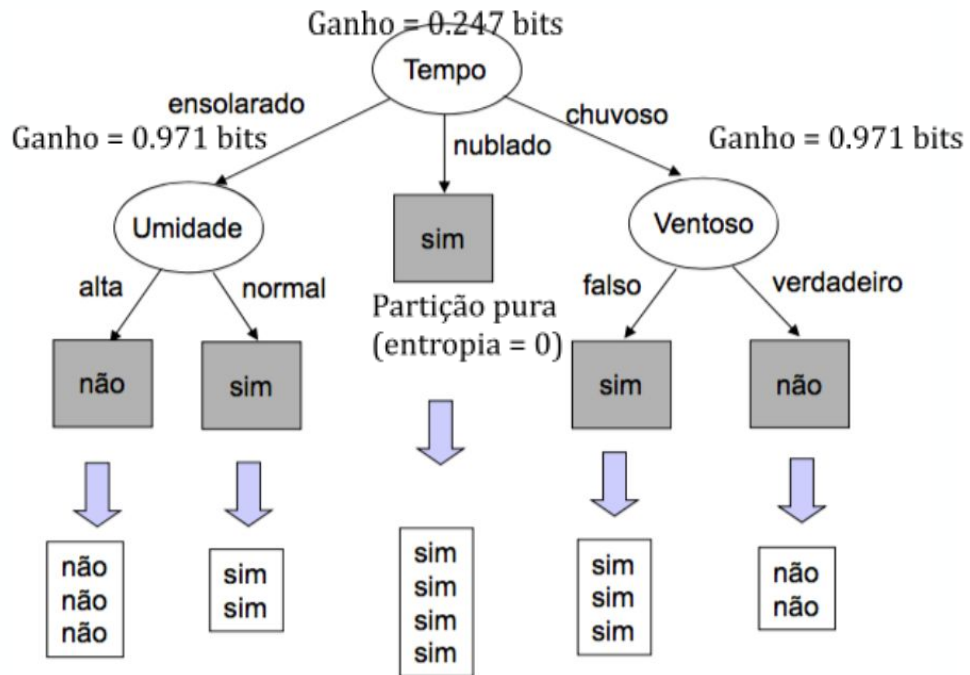 Ganho = 0.247 bits
Tempo
ensolarado
chuvoso
Ganho = 0.971 bits
nublado
Ganho = 0.971 bits
Umidade
sim
Ventoso
alta
normal
falso
verdadeiro
Partição pura
(entropia = 0)
não
sim
sim
não
não
não
não
sim
sim
sim
sim
sim
sim
sim
sim
sim
não
não